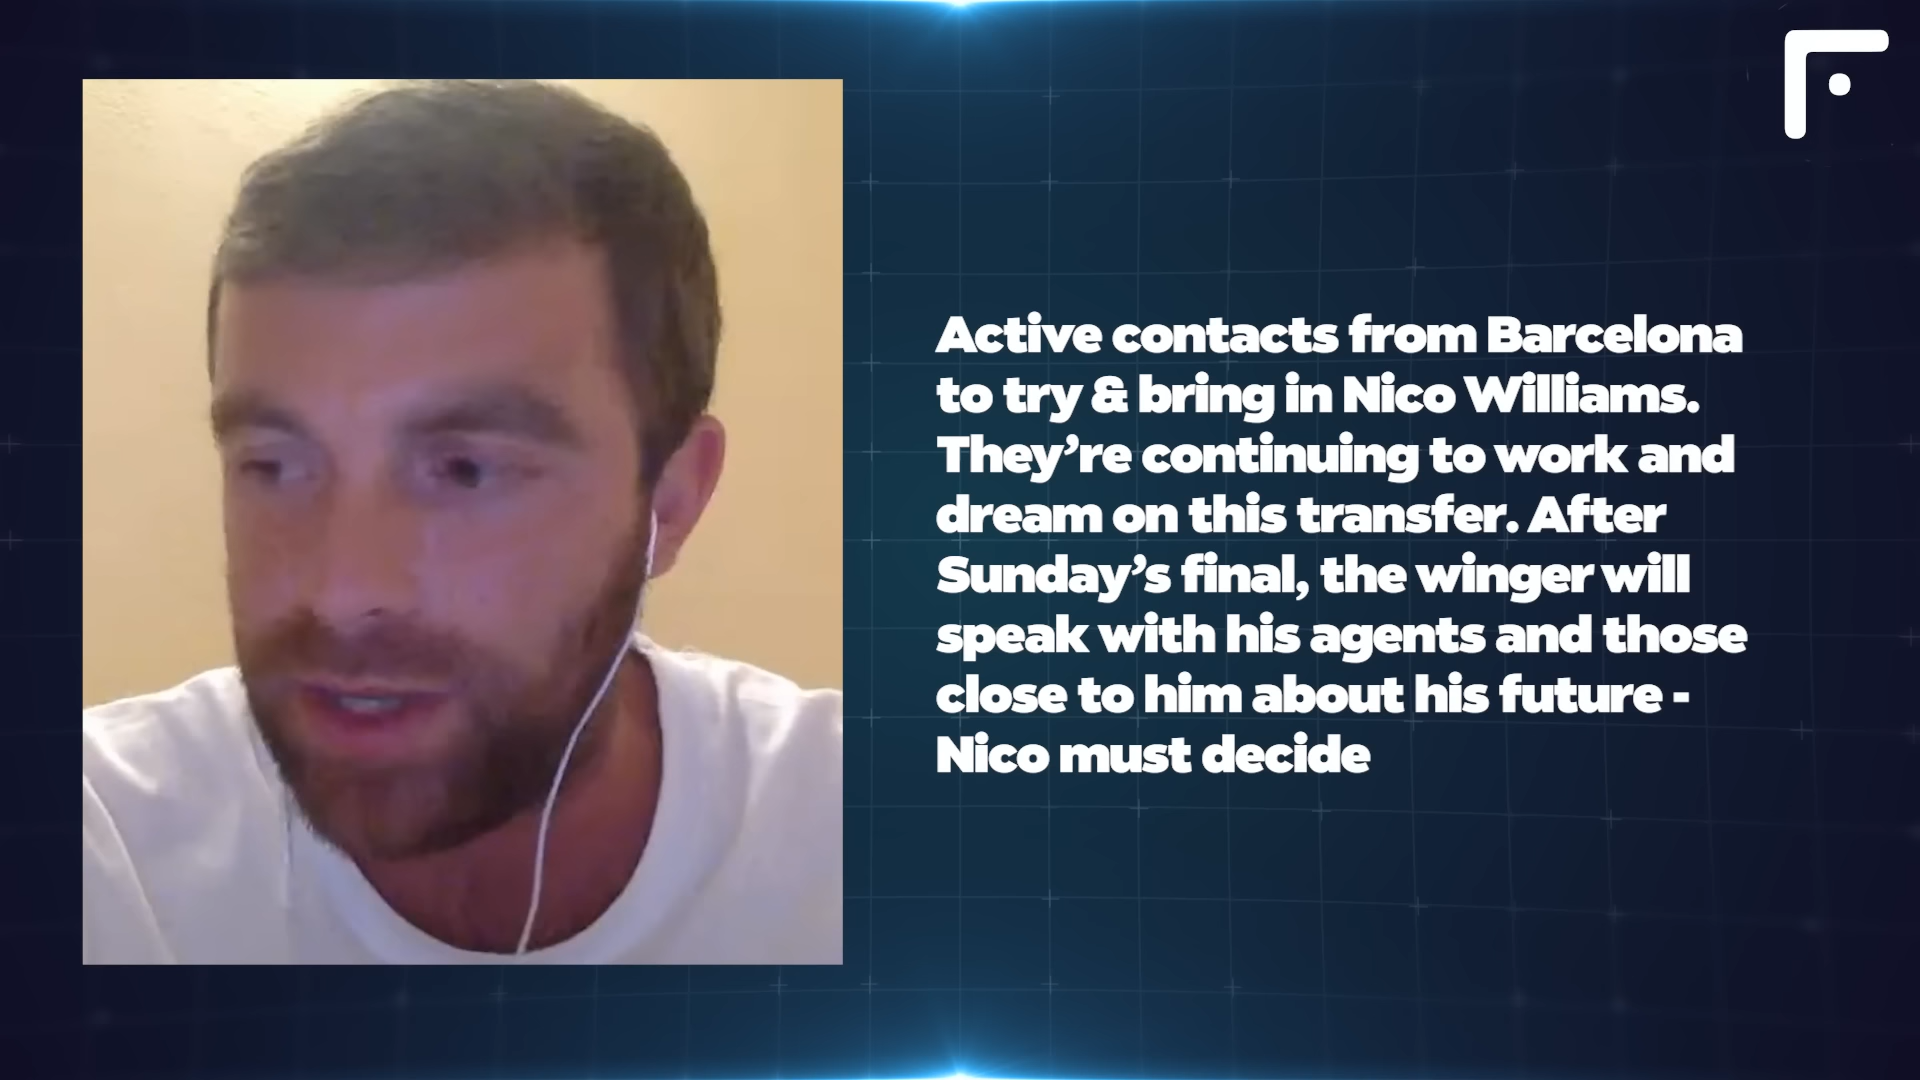 Active contacts from Barcelona
to try & bring in Nico Williams.
They’re continuing to work and
dream on this transfer. After
Sunday’s final, the winger will
speak with his agents and those
close to him about his future -
Nico must decide